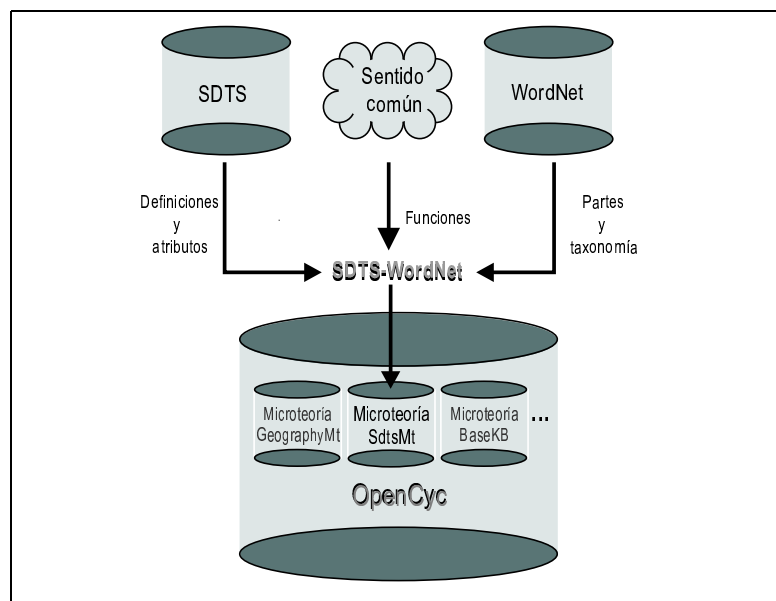 SDTS
Sentido
común
WordNet
Definiciones
y
atributos
Funciones
Partes
y
taxonomía
SDTS-WordNet
Microteoría
GeographyMt
Microteoría
SdtsMt
Microteoría
BaseKB
...
OpenCyc